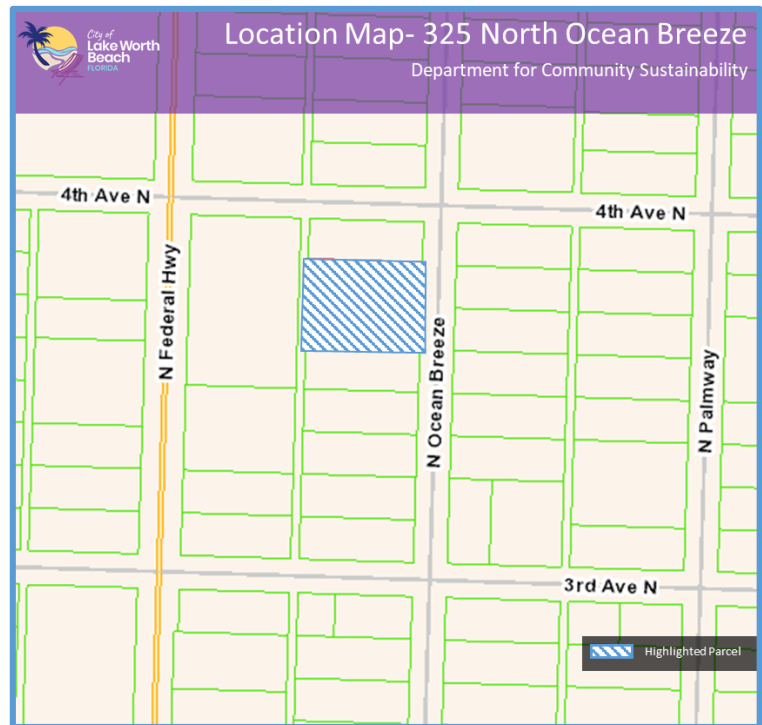 City of
Lake Worth
Beach
FLORIDA
Location Map- 325 North Ocean Breeze
Department for Community Sustainability
4th Ave N
4th Ave N
N Federal Hwy
N Ocean Breeze
N Palmway
3rd Ave N
Highlighted Parcel